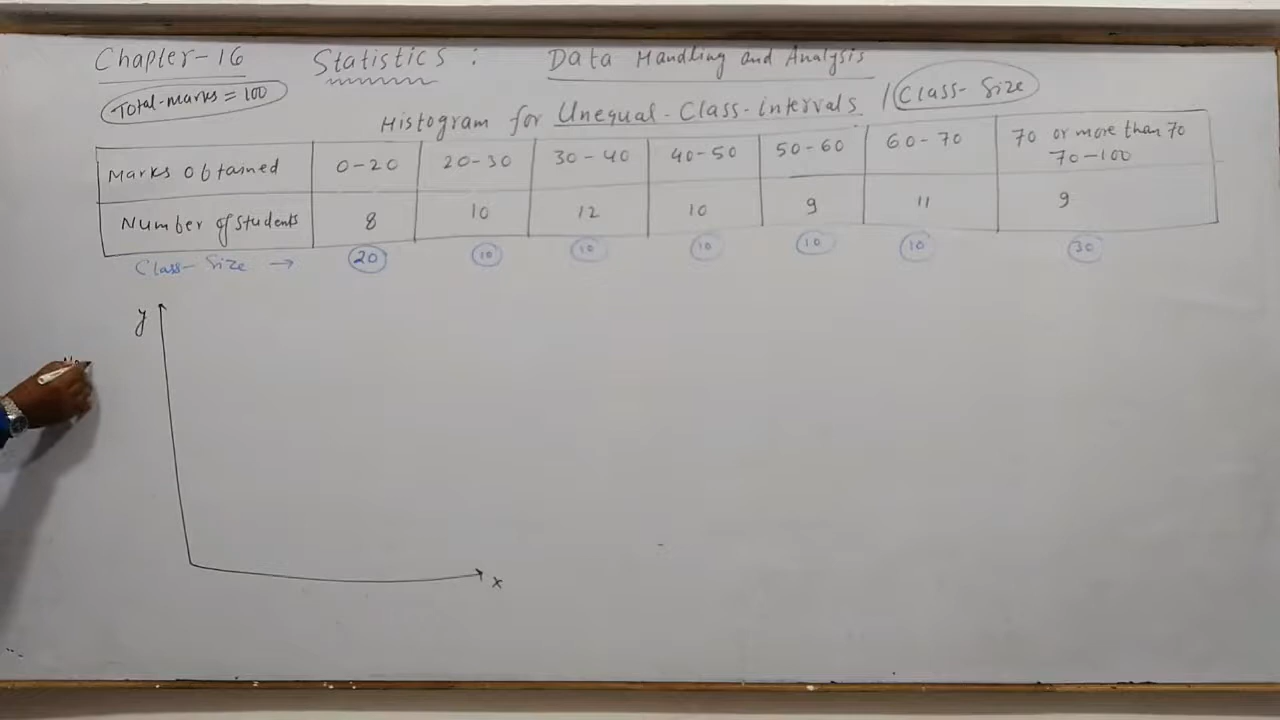 Chapter-16 Statistics : Data Handling and Analysis
Total-marks = 100
Histogram for Unequal-Class-intervals / Class-Size
Marks obtained 0-20 20-30 30-40 40-50 50-60 60-70 70 or more than 70
70-100
Number of students 8 10 12 10 9 11 9
Class-Size → 20 10 10 10 10 10 30
y
x